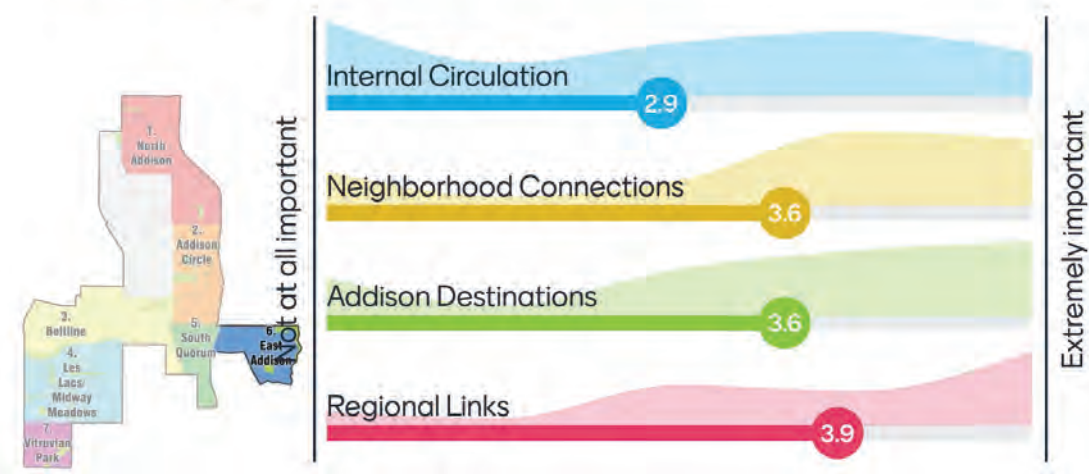 1.
North
Addison
2.
Addison
Circle
3.
Beltline
4.
Les
Lacs/
Midway
Meadows
5.
South
Quorum
6.
East
Addison
7.
Vitruvian
Park
Not at all important
Internal Circulation
2.9
Neighborhood Connections
3.6
Addison Destinations
3.6
Regional Links
3.9
Extremely important